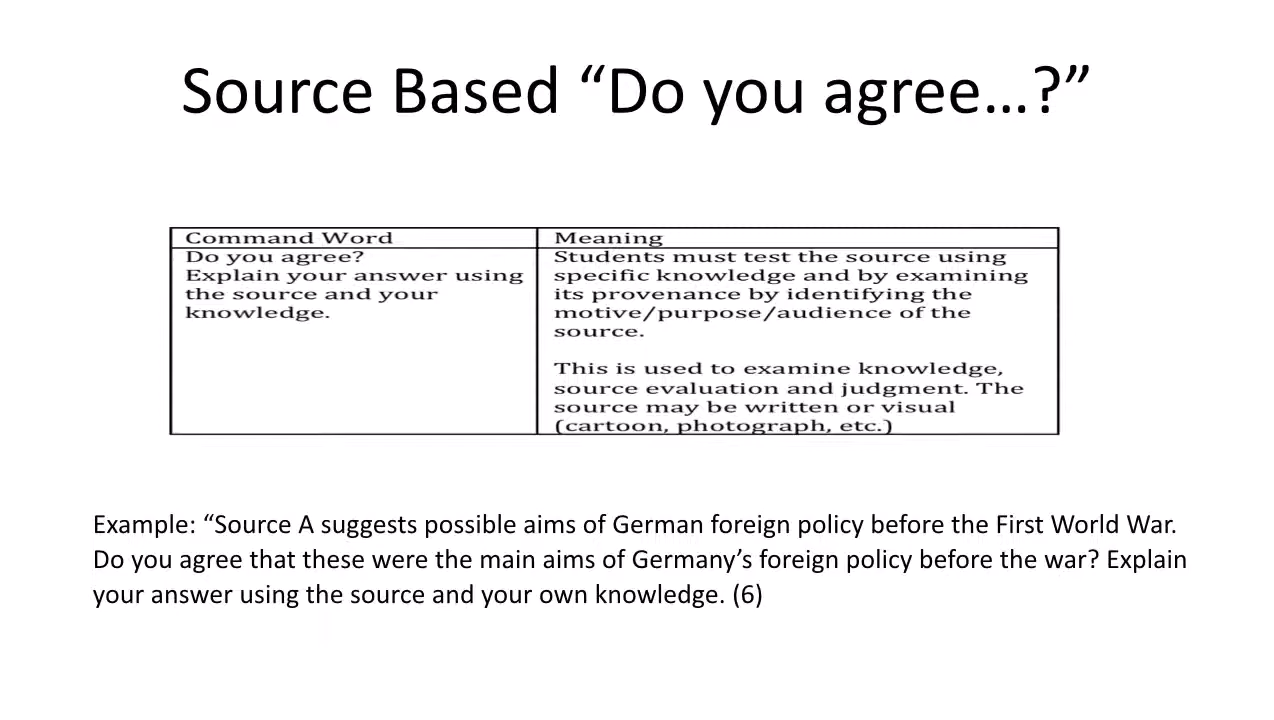 Source Based “Do you agree…?”
Command Word
Meaning
Do you agree?
Explain your answer using
the source and your
knowledge.
Students must test the source using
specific knowledge and by examining
its provenance by identifying the
motive/purpose/audience of the
source.
This is used to examine knowledge,
source evaluation and judgment. The
source may be written or visual
(cartoon, photograph, etc.)
Example: “Source A suggests possible aims of German foreign policy before the First World War.
Do you agree that these were the main aims of Germany’s foreign policy before the war? Explain
your answer using the source and your own knowledge. (6)